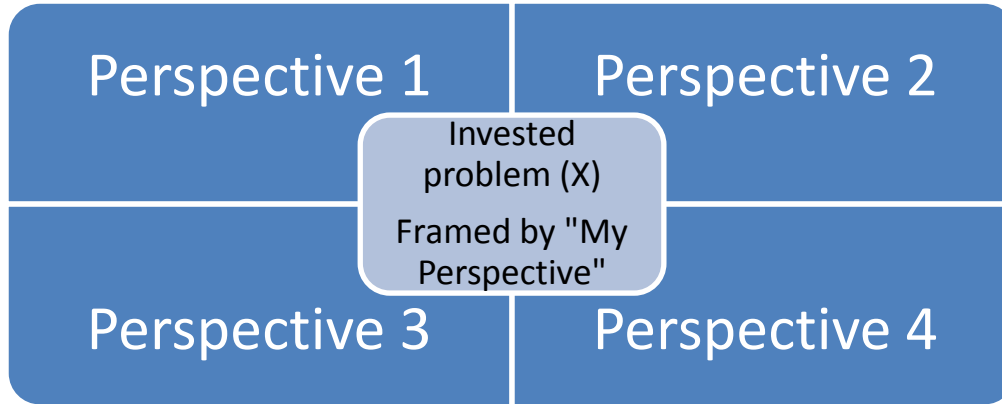 Perspective 1
Perspective 2
Invested
problem (X)
Framed by "My
Perspective"
Perspective 3
Perspective 4